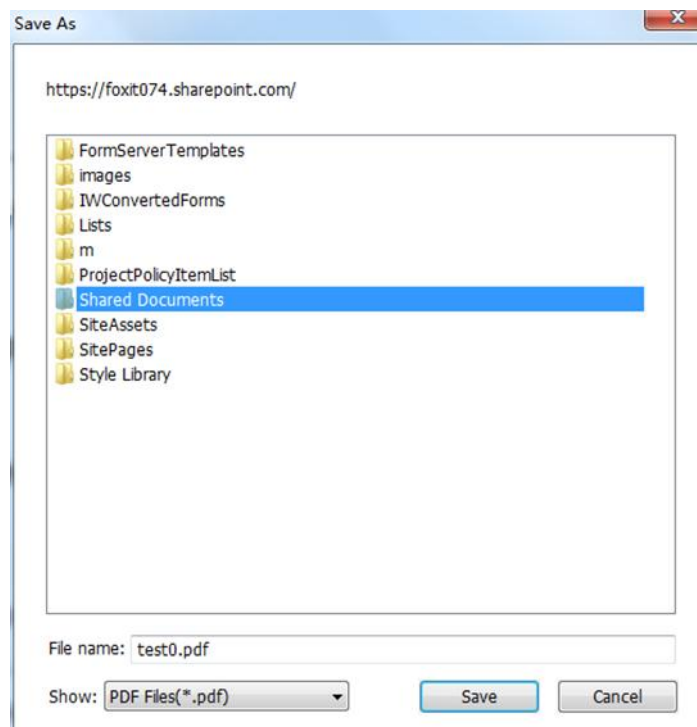 Save As
https://foxit074.sharepoint.com/
FormServerTemplates
images
IWConvertedForms
Lists
m
ProjectPolicyItemList
Shared Documents
SiteAssets
SitePages
Style Library
File name: test0.pdf
Show: PDF Files(*.pdf) Save Cancel